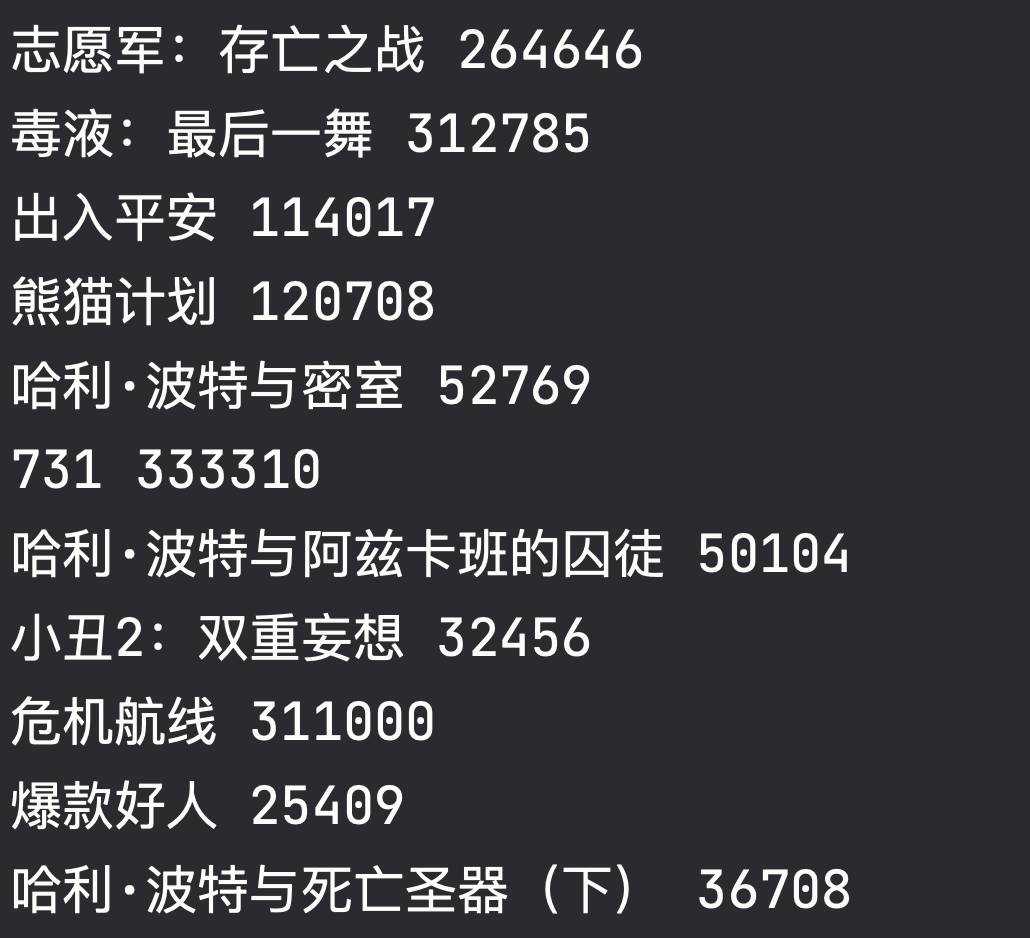 志愿军：存亡之战 264646
毒液：最后一舞 312785
出入平安 114017
熊猫计划 120708
哈利·波特与密室 52769
731 333310
哈利·波特与阿兹卡班的囚徒 50104
小丑2：双重妄想 32456
危机航线 311000
爆款好人 25409
哈利·波特与死亡圣器（下） 36708